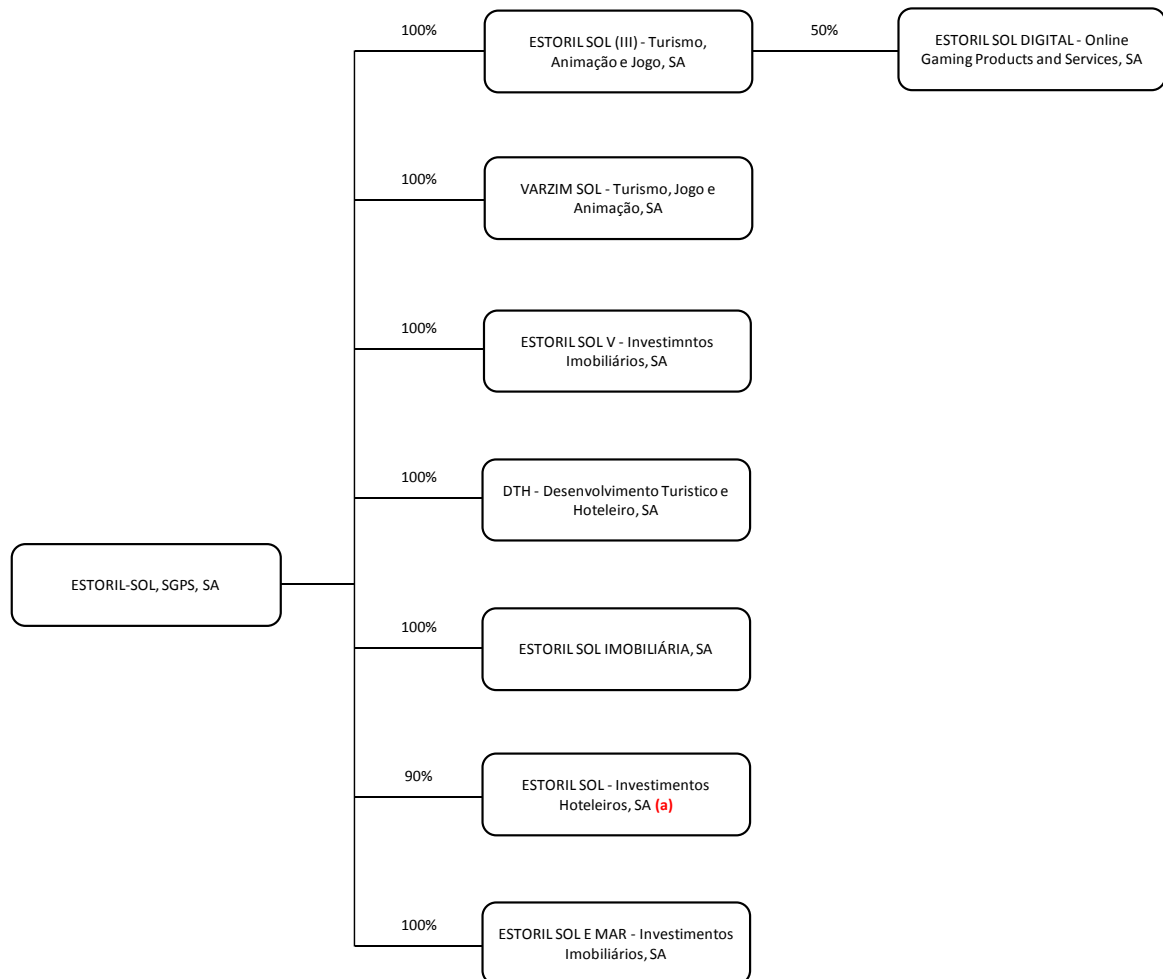 100%
ESTORIL SOL (III) - Turismo,
Animação e Jogo, SA
50%
ESTORIL SOL DIGITAL - Online
Gaming Products and Services, SA
100%
VARZIM SOL - Turismo, Jogo e
Animação, SA
100%
ESTORIL SOL V - Investimntos
Imobiliários, SA
100%
DTH - Desenvolvimento Turistico e
Hoteleiro, SA
ESTORIL-SOL, SGPS, SA
100%
ESTORIL SOL IMOBILIÁRIA, SA
90%
ESTORIL SOL - Investimentos
Hoteleiros, SA (a)
100%
ESTORIL SOL E MAR - Investimentos
Imobiliários, SA